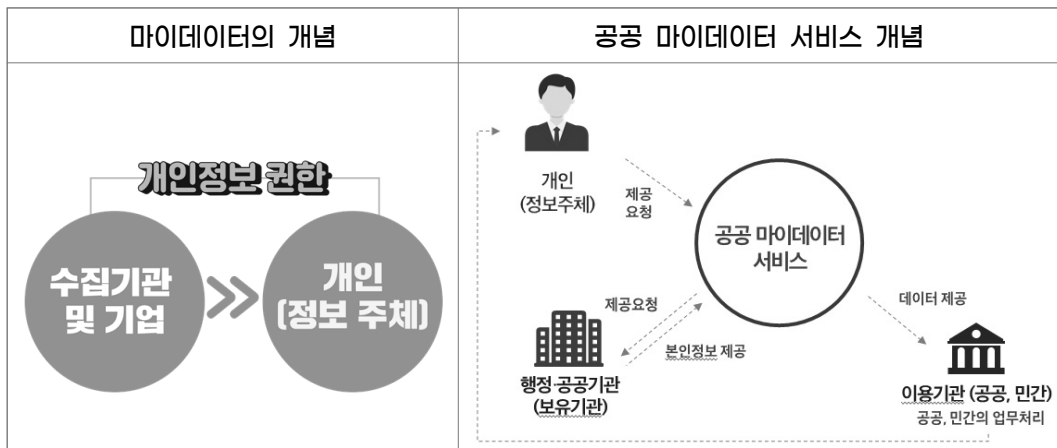 마이데이터의 개념
공공 마이데이터 서비스 개념
개인정보 권한
수집기관
및 기업
개인
(정보 주체)
개인
(정보주체)
제공
요청
공공 마이데이터
서비스
제공요청
본인정보 제공
행정·공공기관
(보유기관)
데이터 제공
이용기관 (공공, 민간)
공공, 민간의 업무처리